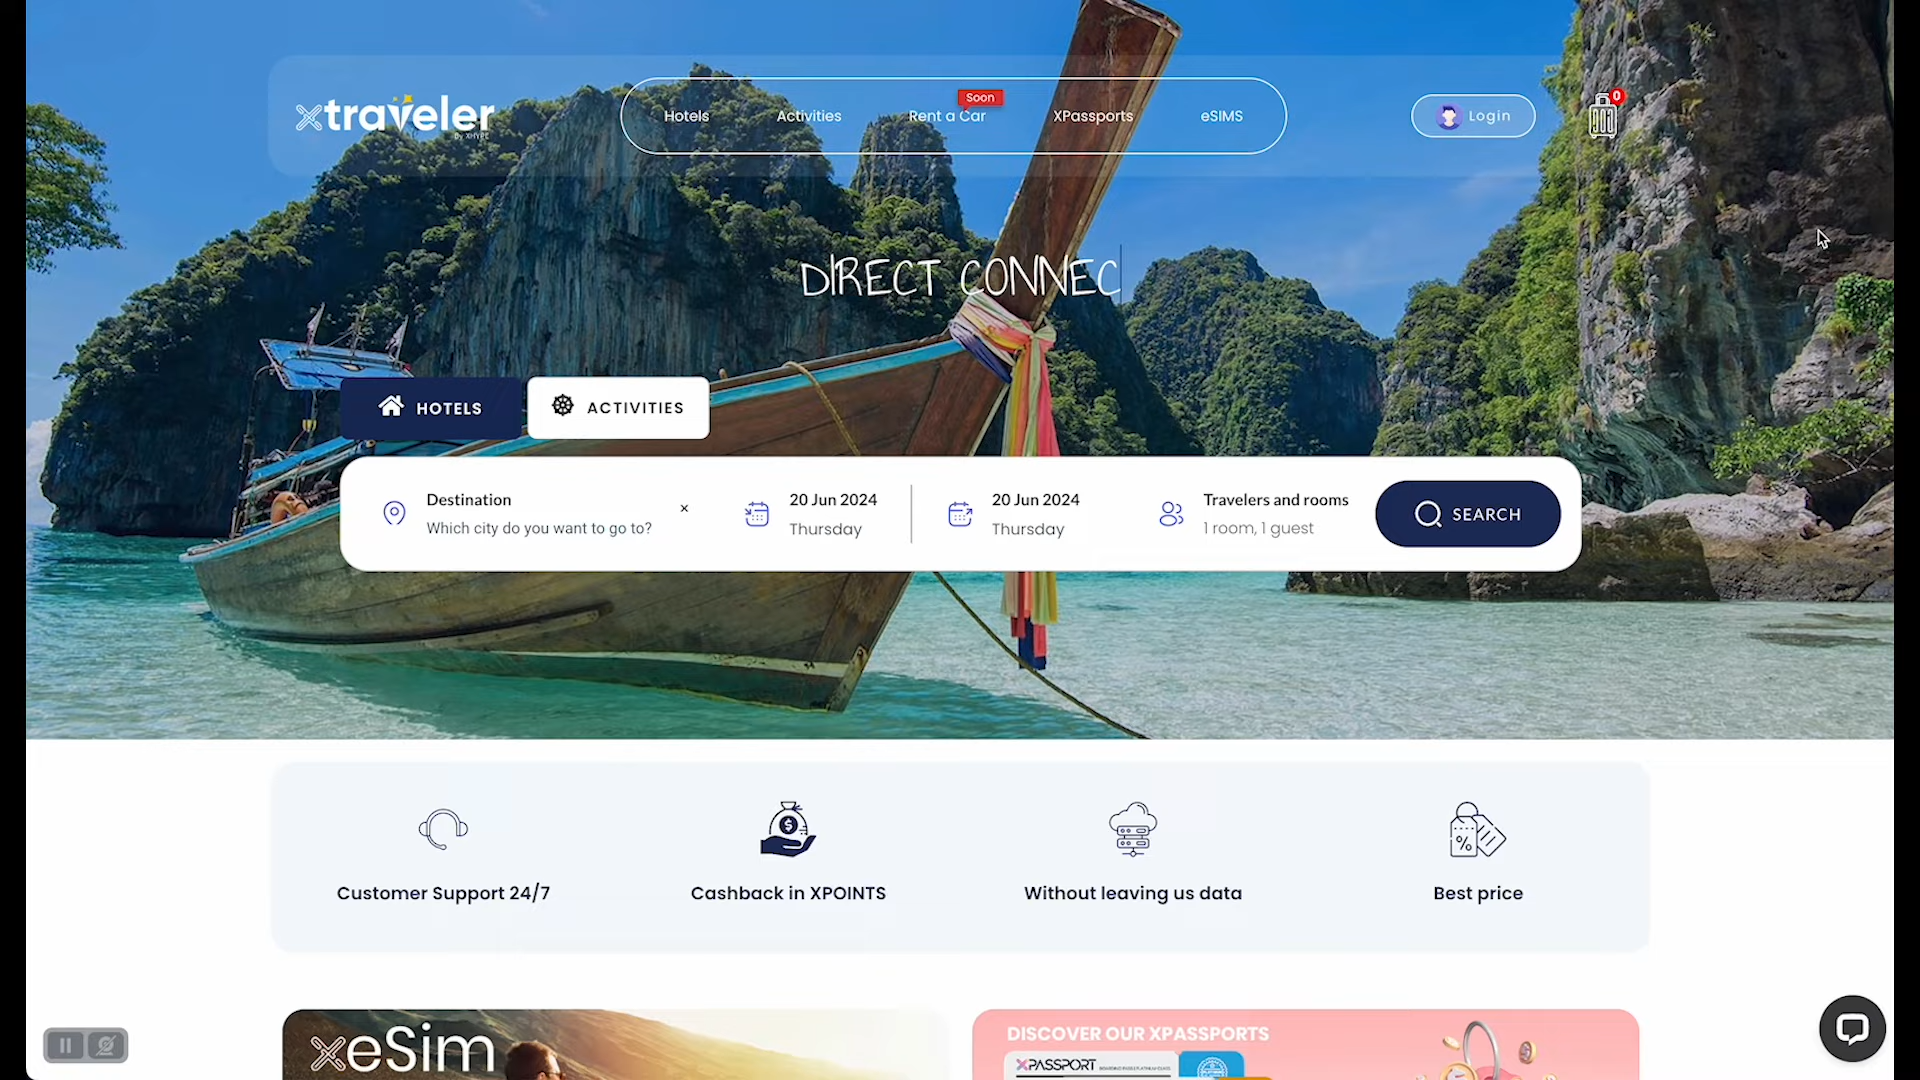 xtraveler
by XHYPE
Hotels
Activities
Soon
Rent a Car
XPassports
eSIMS
Login
0
DIRECT CONNEC
HOTELS
ACTIVITIES
Destination
Which city do you want to go to?
×
20 Jun 2024
Thursday
20 Jun 2024
Thursday
Travelers and rooms
1 room, 1 guest
SEARCH
Customer Support 24/7
Cashback in XPOINTS
Without leaving us data
Best price
xeSim
DISCOVER OUR XPASSPORTS
XPASSPORT